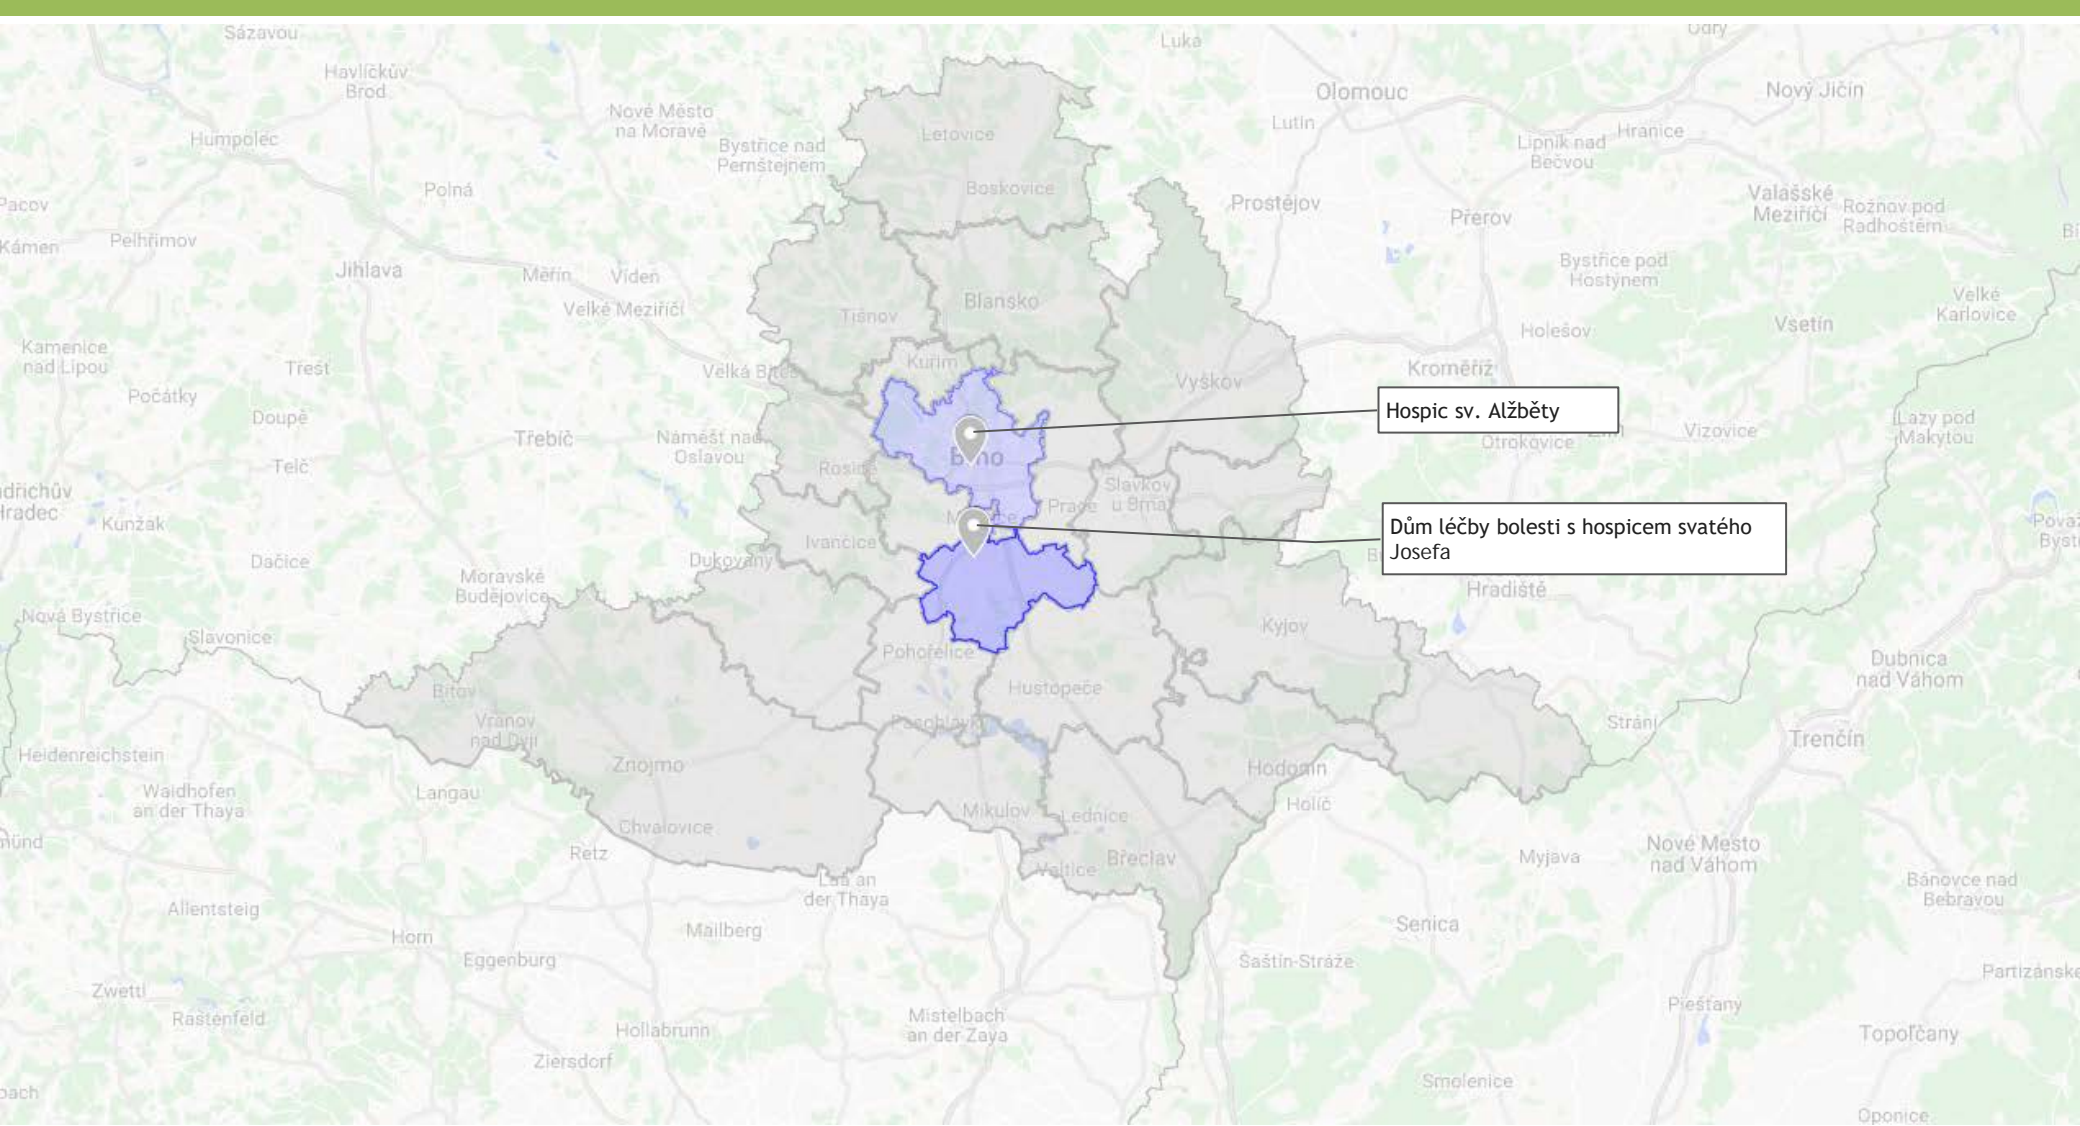 Sázavou
Luka
Odry
Havlíčkův
Brod
Olomouc
Nový Jičín
Nové Město
na Moravě
Lutín
Hranice
Letovice
Humpolec
Bystřice nad
Pernštejnem
Lipník nad
Bečvou
Polná
Boskovice
Valašské
Meziříčí
Rožnov pod
Radhoštěm
Pacov
Prostějov
Přerov
Kámen
Pelhřimov
Jihlava
Měřín
Vídeň
Bystřice pod
Hostýnem
Velké Meziříčí
Blansko
Tišnov
Velké
Karlovice
Holešov
Vsetín
Kamenice
nad Lipou
Třešť
Velká Bíteš
Kuřim
Vyškov
Kroměříž
Počátky
Doupě
Hospic sv. Alžběty
Třebíč
Náměšť nad
Oslavou
Otrokovice
Vizovice
Lazy pod
Makytou
Telč
Rosice
Brno
Slavkov
u Brna
Kunžak
Prace
Dům léčby bolesti s hospicem svatého
Josefa
Dačice
Dukovany
Ivančice
Moravské
Budějovice
Hradiště
Nová Bystřice
Slavonice
Kyjov
Pohořelice
Dubnica
nad Váhom
Bítov
Hustopeče
Vranov
nad Dyjí
Pasohlávky
Strání
Trenčín
Heidenreichstein
Znojmo
Hodonín
Waidhofen
an der Thaya
Langau
Mikulov
Lednice
Holíč
Chvalovice
Retz
Valtice
Břeclav
Myjava
Nové Mesto
nad Váhom
Laa an
der Thaya
Bánovce nad
Bebravou
Allentsteig
Horn
Mailberg
Senica
Eggenburg
Šaštín-Stráže
Partizánske
Zwettl
Rastenfeld
Piešťany
Hollabrunn
Mistelbach
an der Zaya
Topoľčany
Ziersdorf
Smolenice
Oponice